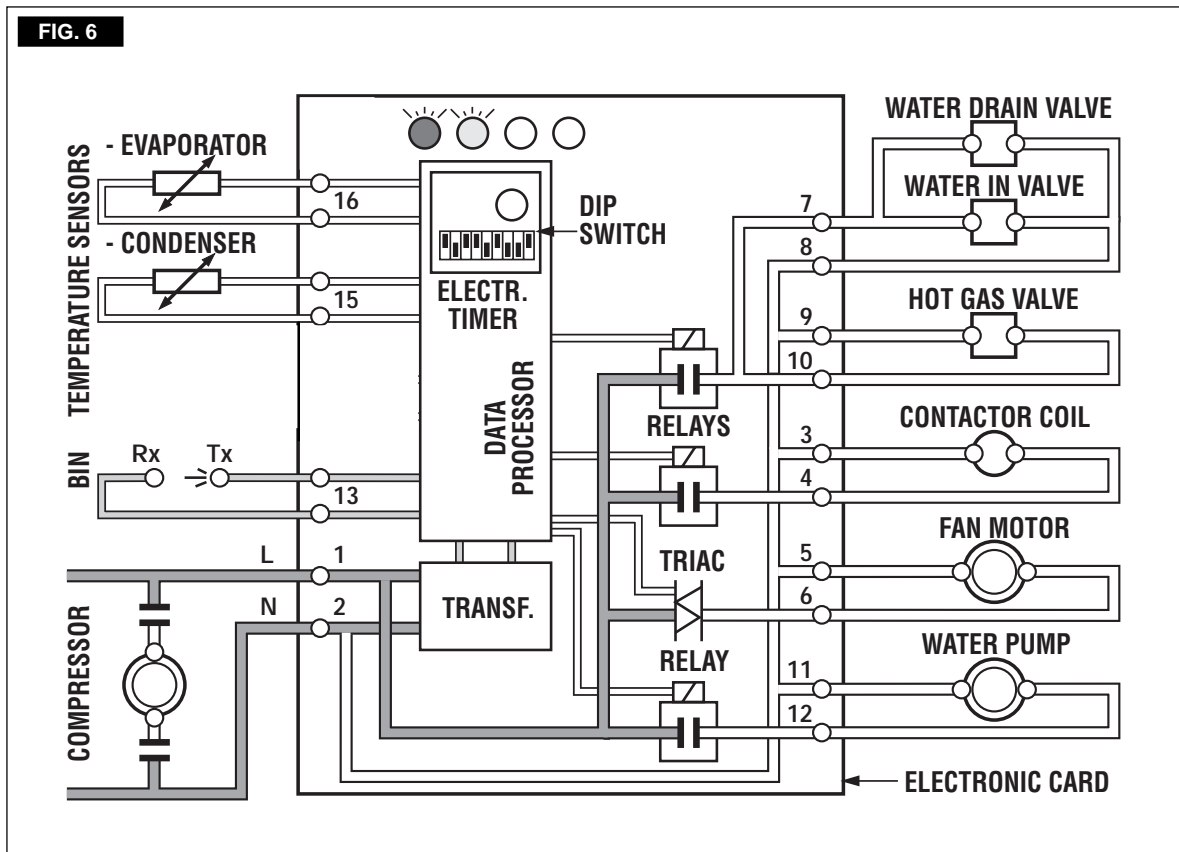 FIG. 6
TEMPERATURE SENSORS
- EVAPORATOR
16
- CONDENSER
15
BIN
Rx
Tx
13
L
1
N
2
COMPRESSOR
DIP
SWITCH
ELECTR.
TIMER
DATA
PROCESSOR
TRANSF.
RELAYS
TRIAC
RELAY
WATER DRAIN VALVE
WATER IN VALVE
7
8
HOT GAS VALVE
9
10
CONTACTOR COIL
3
4
FAN MOTOR
5
6
WATER PUMP
11
12
ELECTRONIC CARD